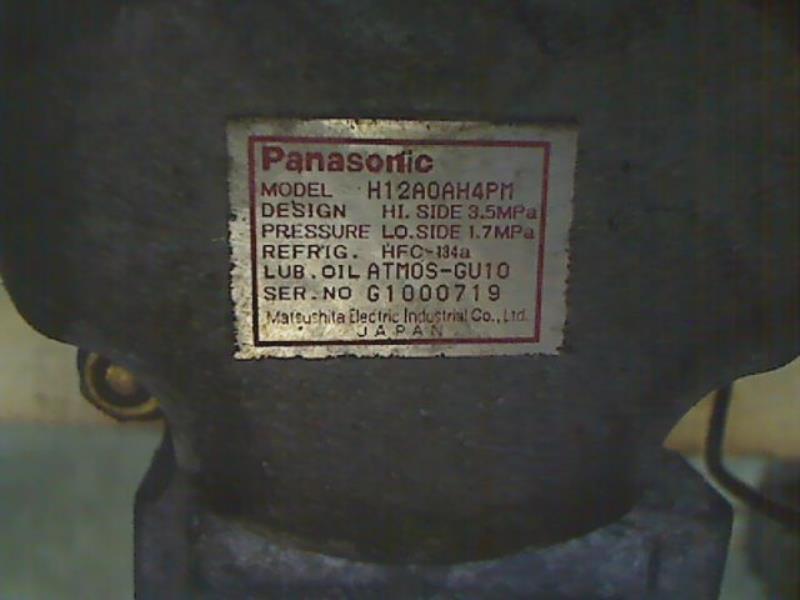 Panasonic
MODEL H12A0AH4PM
DESIGN HI. SIDE 3.5MPa
PRESSURE LO. SIDE 1.7MPa
REFRIG. HFC-134a
LUB. OIL ATMOS-GU10
SER. NO G1000719
Matsushita Electric Industrial Co., Ltd.
JAPAN